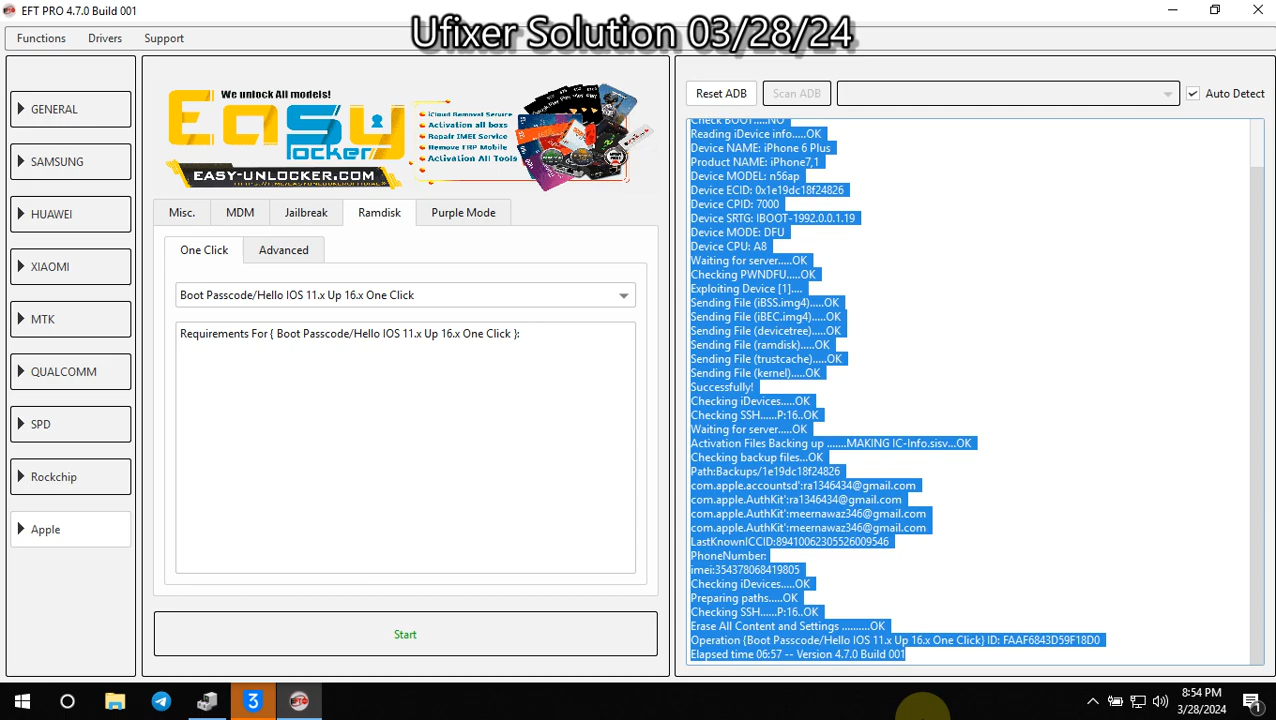 EFT PRO 4.7.0 Build 001
Ufixer Solution 03/28/24
Functions
Drivers
Support
GENERAL
SAMSUNG
HUAWEI
XIAOMI
MTK
QUALCOMM
SPD
Rockchip
Apple
We unlock All models!
Easy
locker
EASY-UNLOCKER.COM
iCloud Removal Service
Activation all boxs
Repair IMEI Service
Remove FRP Mobile
Activation All Tools
Misc.
MDM
Jailbreak
Ramdisk
Purple Mode
One Click
Advanced
Boot Passcode/Hello IOS 11.x Up 16.x One Click
Requirements For { Boot Passcode/Hello IOS 11.x Up 16.x One Click }:
Start
Reset ADB
Scan ADB
Auto Detect
Check BOOT.....NO
Reading iDevice info.....OK
Device NAME: iPhone 6 Plus
Product NAME: iPhone7,1
Device MODEL: n56ap
Device ECID: 0x1e19dc18f24826
Device CPID: 7000
Device SRTG: IBOOT-1992.0.0.1.19
Device MODE: DFU
Device CPU: A8
Waiting for server.....OK
Checking PWNDFU.....OK
Exploiting Device [1]....
Sending File (iBSS.img4).....OK
Sending File (iBEC.img4).....OK
Sending File (devicetree).....OK
Sending File (ramdisk).....OK
Sending File (trustcache).....OK
Sending File (kernel).....OK
Successfully!
Checking iDevices.....OK
Checking SSH......P:16..OK
Waiting for server.....OK
Activation Files Backing up .......MAKING IC-Info.sisv...OK
Checking backup files...OK
Path:Backups/1e19dc18f24826
com.apple.accountsd':ra1346434@gmail.com
com.apple.AuthKit':ra1346434@gmail.com
com.apple.AuthKit':meernawaz346@gmail.com
com.apple.AuthKit':meernawaz346@gmail.com
LastKnownICCID:89410062305526009546
PhoneNumber:
imei:354378068419805
Checking iDevices.....OK
Preparing paths.....OK
Checking SSH......P:16..OK
Erase All Content and Settings ..........OK
Operation {Boot Passcode/Hello IOS 11.x Up 16.x One Click} ID: FAAF6843D59F18D0
Elapsed time 06:57 -- Version 4.7.0 Build 001
8:54 PM
3/28/2024